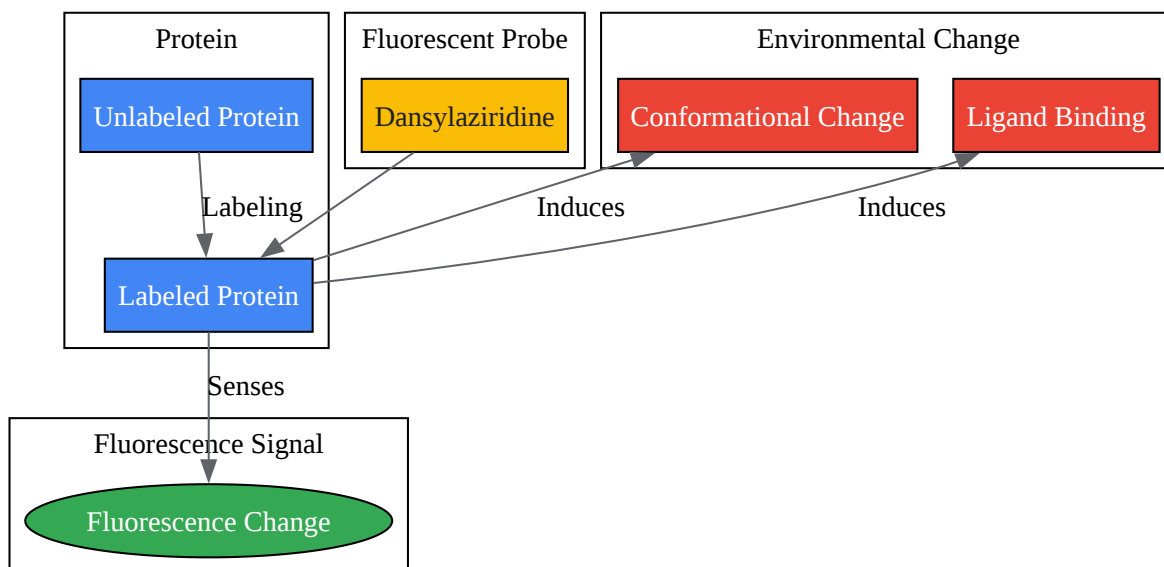 Protein
Fluorescent Probe
Environmental Change
Unlabeled Protein
Dansylaziridine
Conformational Change
Ligand Binding
Labeling
Induces
Induces
Labeled Protein
Senses
Fluorescence Signal
Fluorescence Change